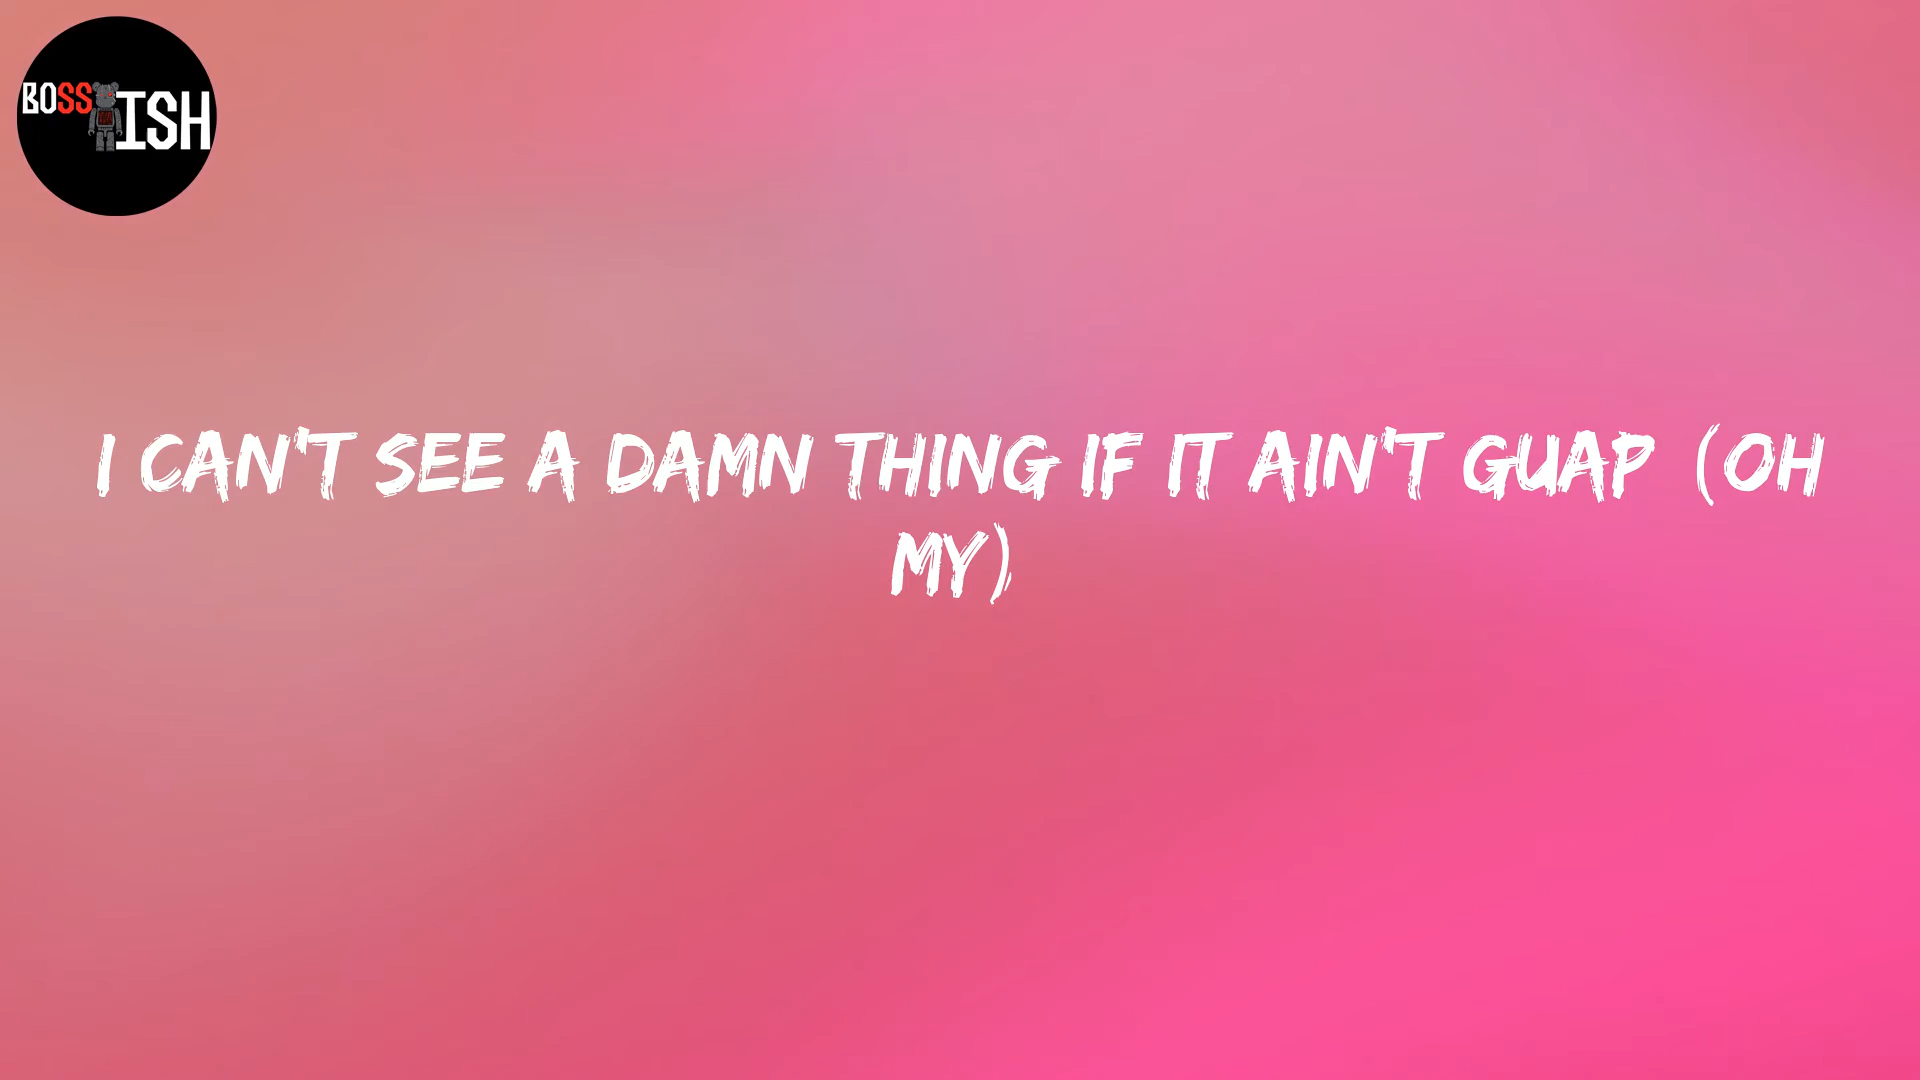 BOSS ISH
I CAN'T SEE A DAMN THING IF IT AIN'T GUAP (OH
MY)